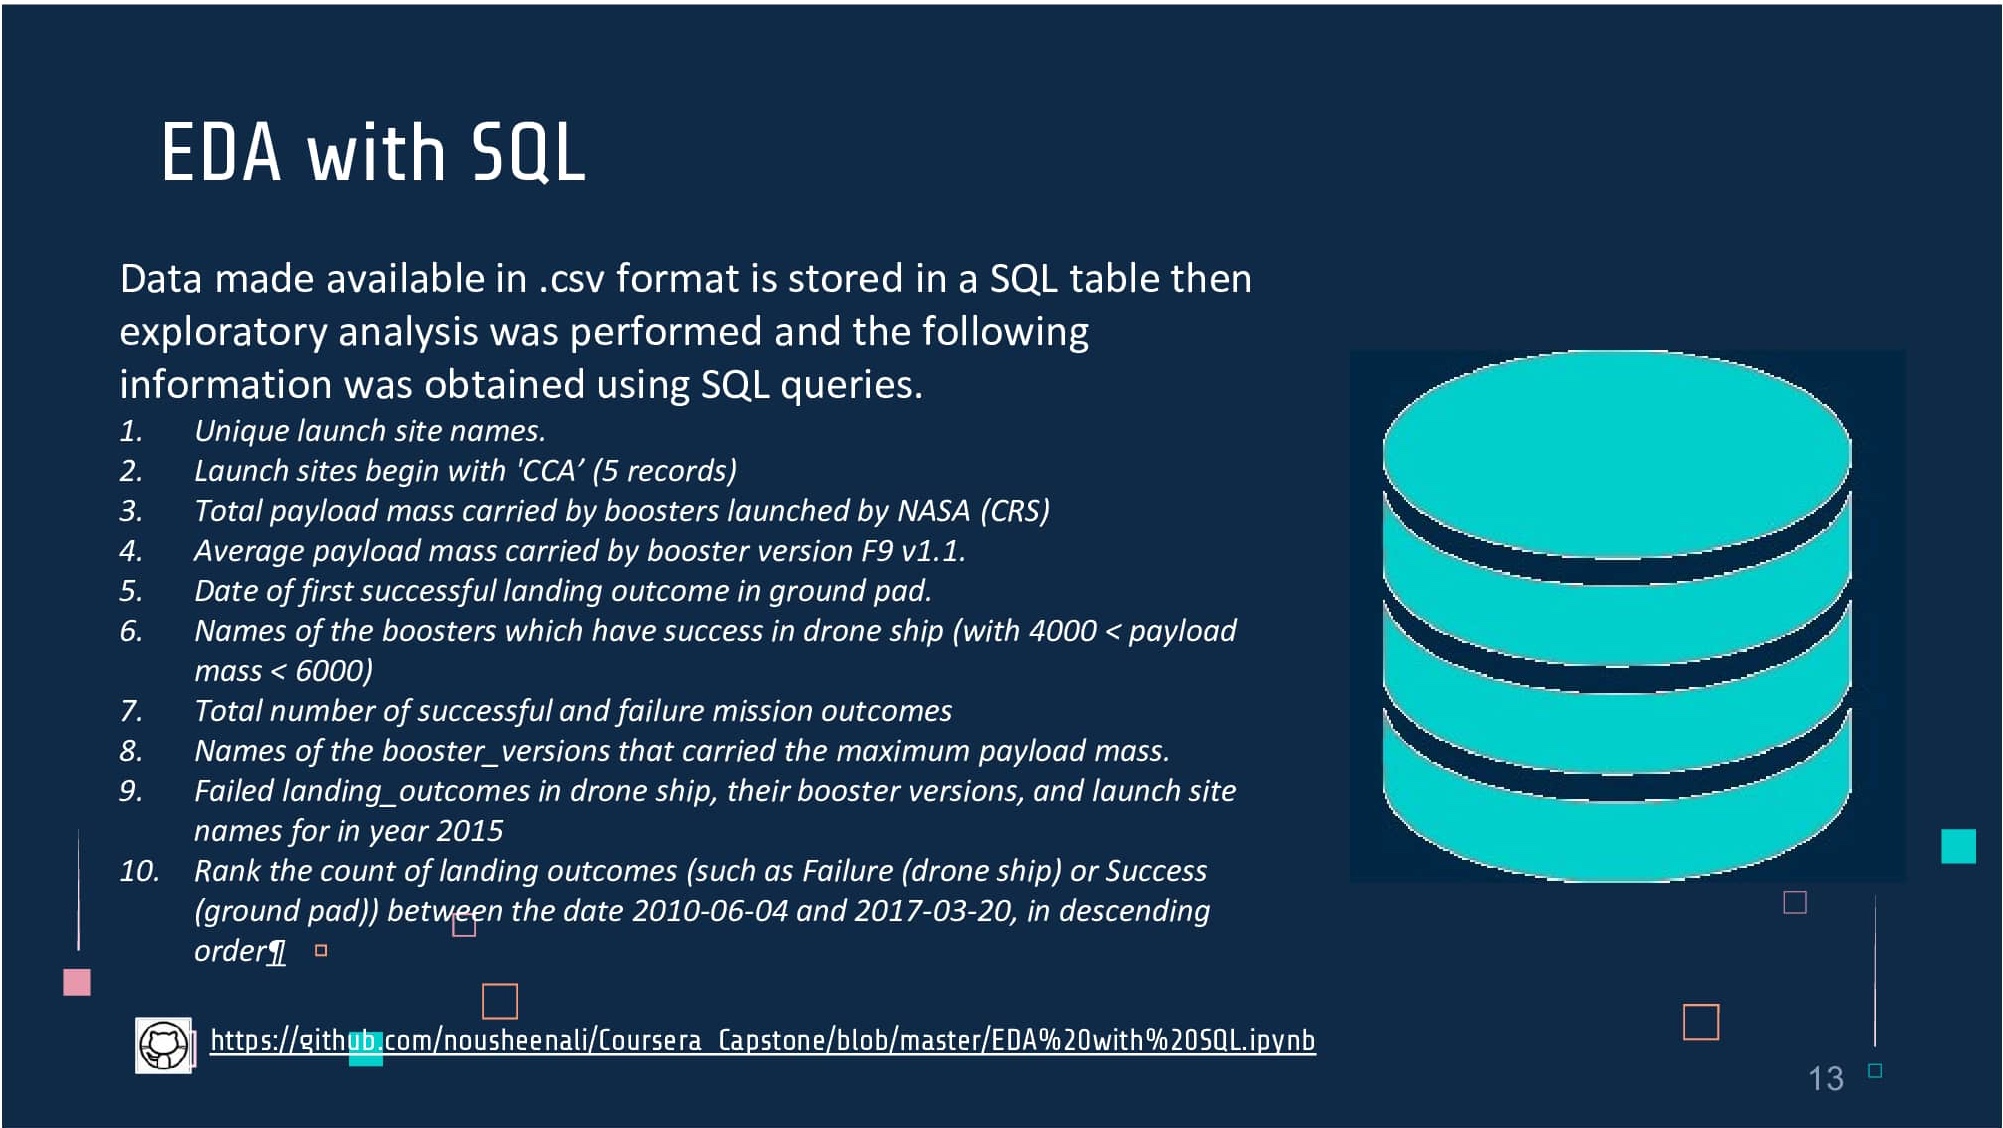 EDA with SQL
Data made available in .csv format is stored in a SQL table then
exploratory analysis was performed and the following
information was obtained using SQL queries.
1. Unique launch site names.
2. Launch sites begin with 'CCA’ (5 records)
3. Total payload mass carried by boosters launched by NASA (CRS)
4. Average payload mass carried by booster version F9 v1.1.
5. Date of first successful landing outcome in ground pad.
6. Names of the boosters which have success in drone ship (with 4000 < payload
mass < 6000)
7. Total number of successful and failure mission outcomes
8. Names of the booster_versions that carried the maximum payload mass.
9. Failed landing_outcomes in drone ship, their booster versions, and launch site
names for in year 2015
10. Rank the count of landing outcomes (such as Failure (drone ship) or Success
(ground pad)) between the date 2010-06-04 and 2017-03-20, in descending
order¶
https://github.com/nousheenali/Coursera_Capstone/blob/master/EDA%20with%20SQL.ipynb
13